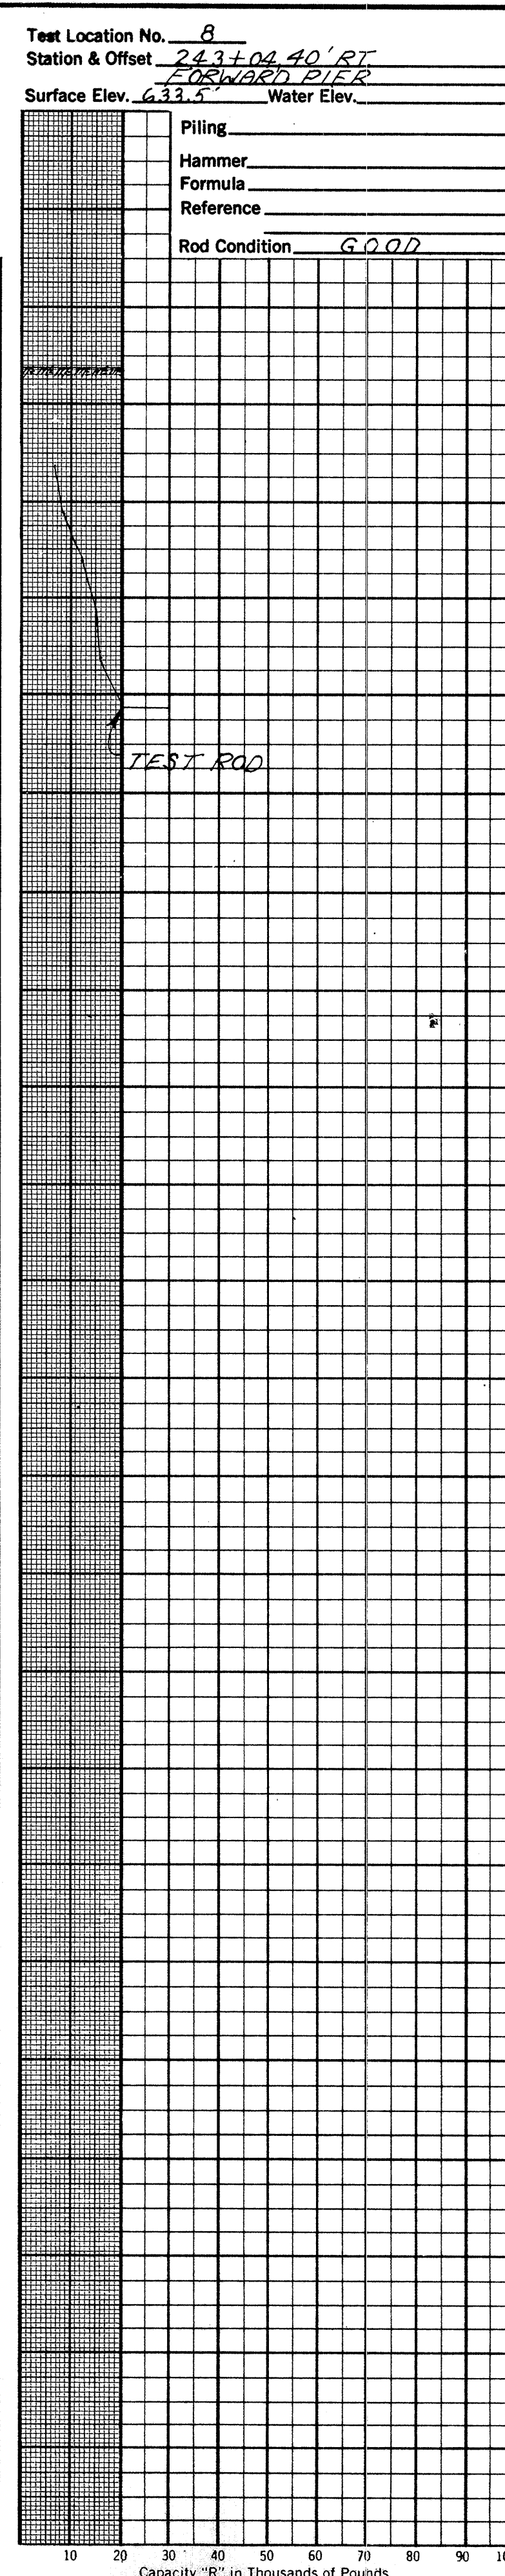 Test Location No. 8
Station & Offset 243+04, 40' RT
FORWARD PIER
Surface Elev. 633.5' Water Elev.
Piling
Hammer
Formula
Reference
Rod Condition GOOD
TEST ROD
10 20 30 40 50 60 70 80 90
Capacity "R" in Thousands of Pounds